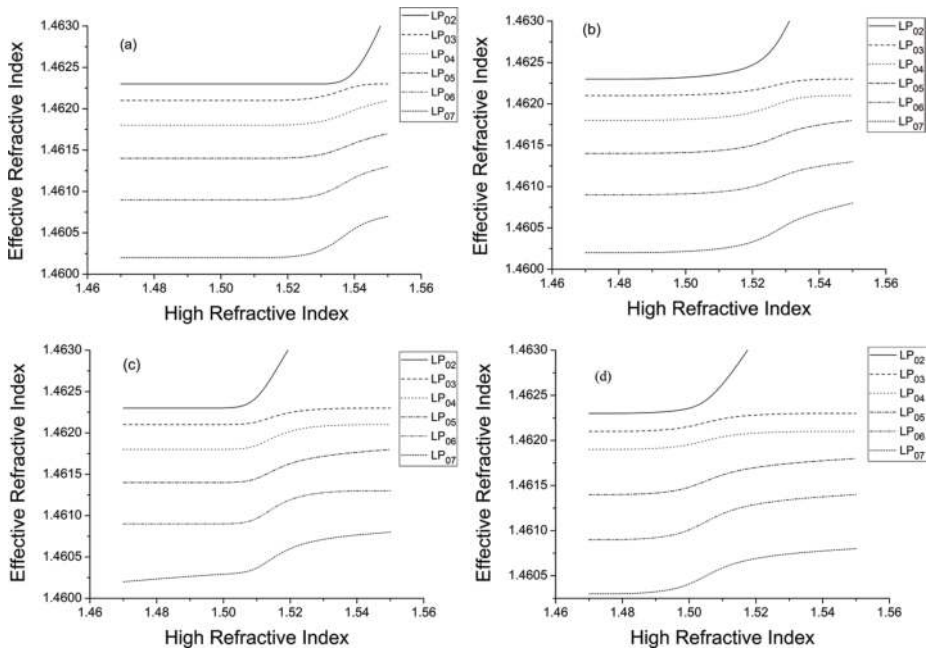 (a)
LP02
LP03
LP04
LP05
LP06
LP07
1.4630
1.4625
1.4620
1.4615
1.4610
1.4605
1.4600
Effective Refractive Index
1.46 1.48 1.50 1.52 1.54 1.56
High Refractive Index
(b)
LP02
LP03
LP04
LP05
LP06
LP07
1.4630
1.4625
1.4620
1.4615
1.4610
1.4605
1.4600
Effective Refractive Index
1.46 1.48 1.50 1.52 1.54 1.56
High Refractive Index
(c)
LP02
LP03
LP04
LP05
LP06
LP07
1.4630
1.4625
1.4620
1.4615
1.4610
1.4605
1.4600
Effective Refractive Index
1.46 1.48 1.50 1.52 1.54 1.56
High Refractive Index
(d)
LP02
LP03
LP04
LP05
LP06
LP07
1.4630
1.4625
1.4620
1.4615
1.4610
1.4605
Effective Refractive Index
1.46 1.48 1.50 1.52 1.54 1.56
High Refractive Index